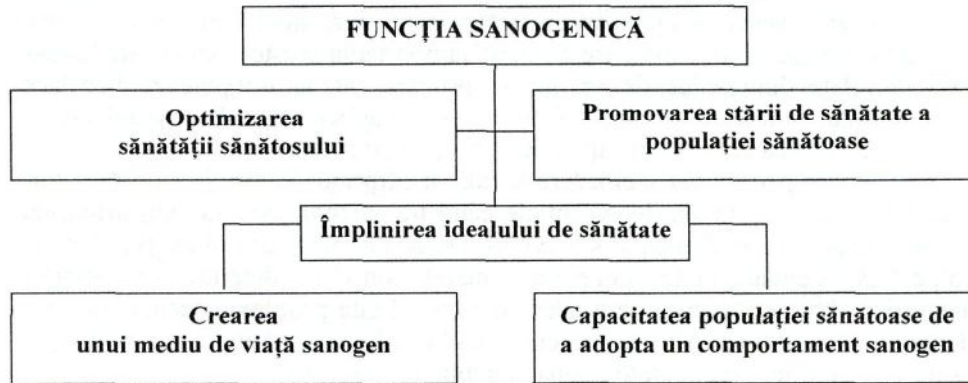 FUNCȚIA SANOGENICĂ
Optimizarea
sănătății sănătosului
Promovarea stării de sănătate a
populației sănătoase
Împlinirea idealului de sănătate
Crearea
unui mediu de viață sanogen
Capacitatea populației sănătoase de
a adopta un comportament sanogen